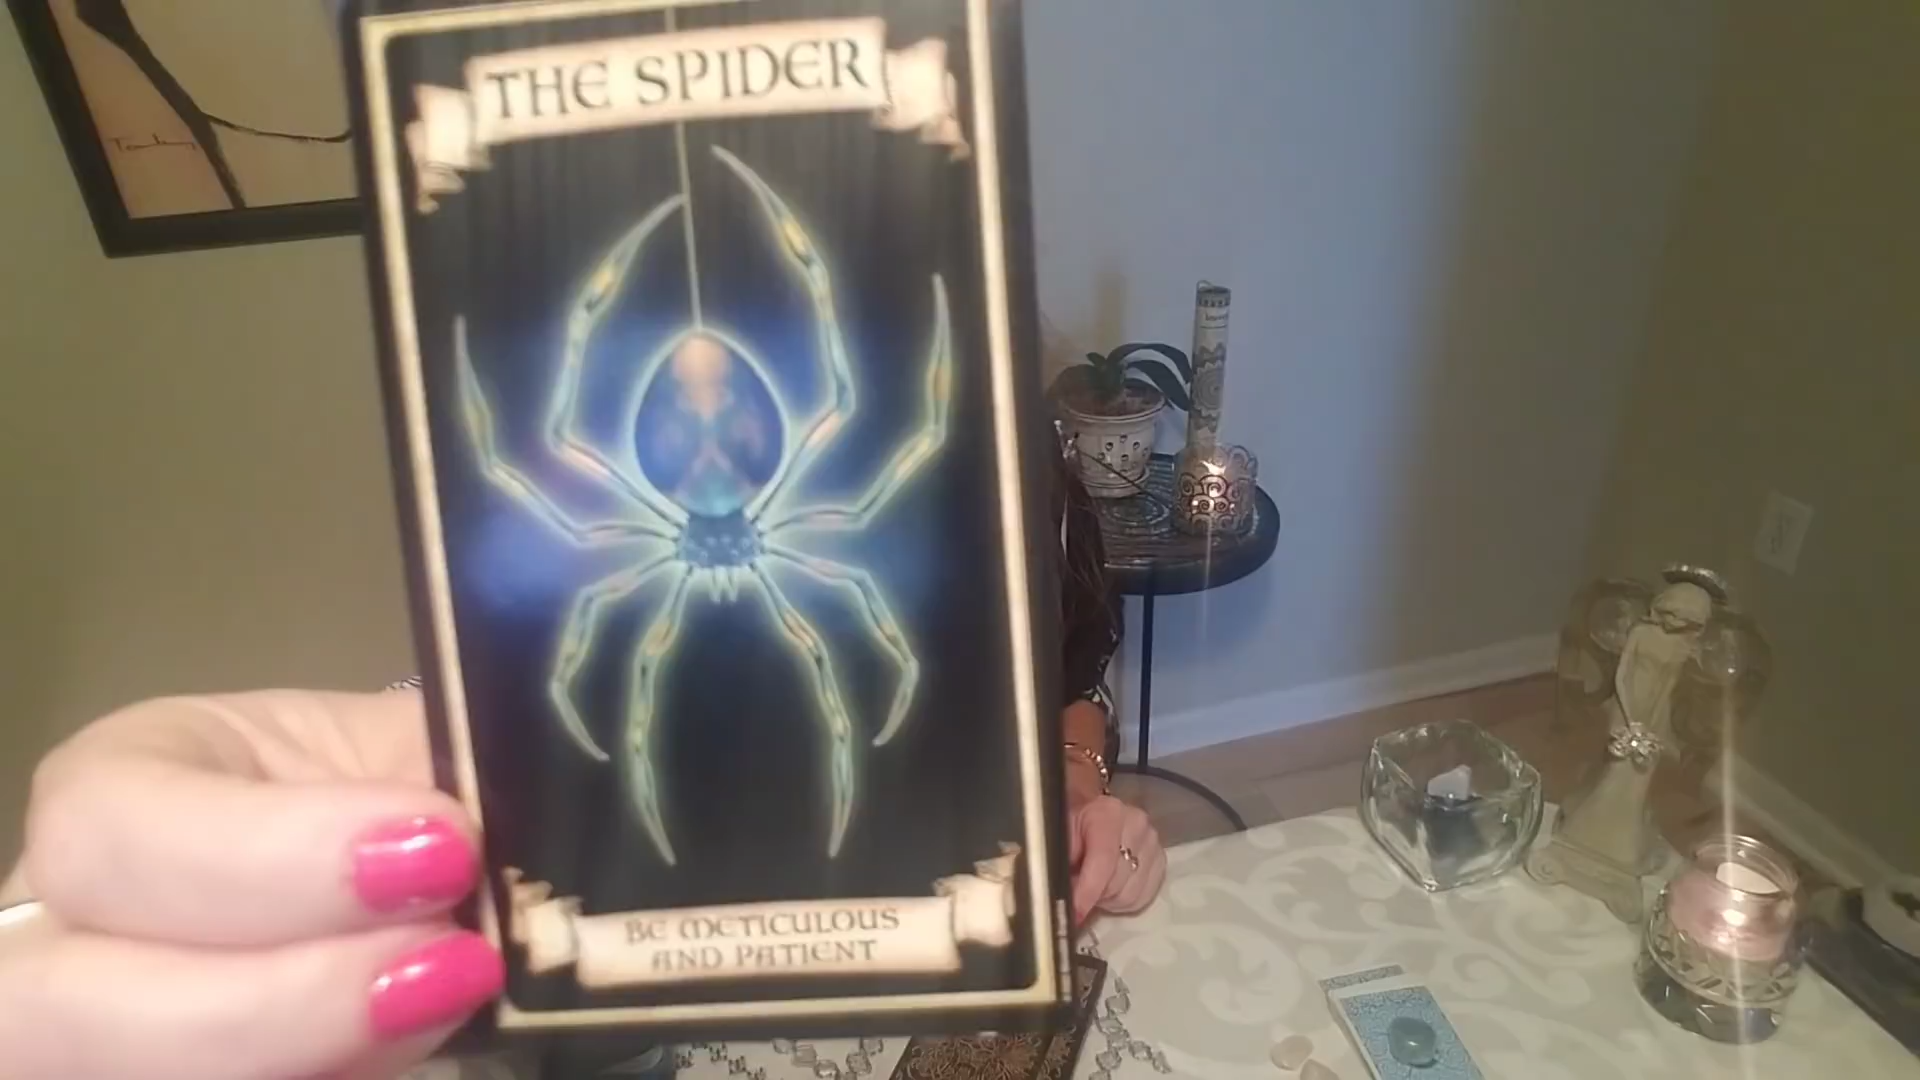 THE SPIDER
BE METICULOUS
AND PATIENT